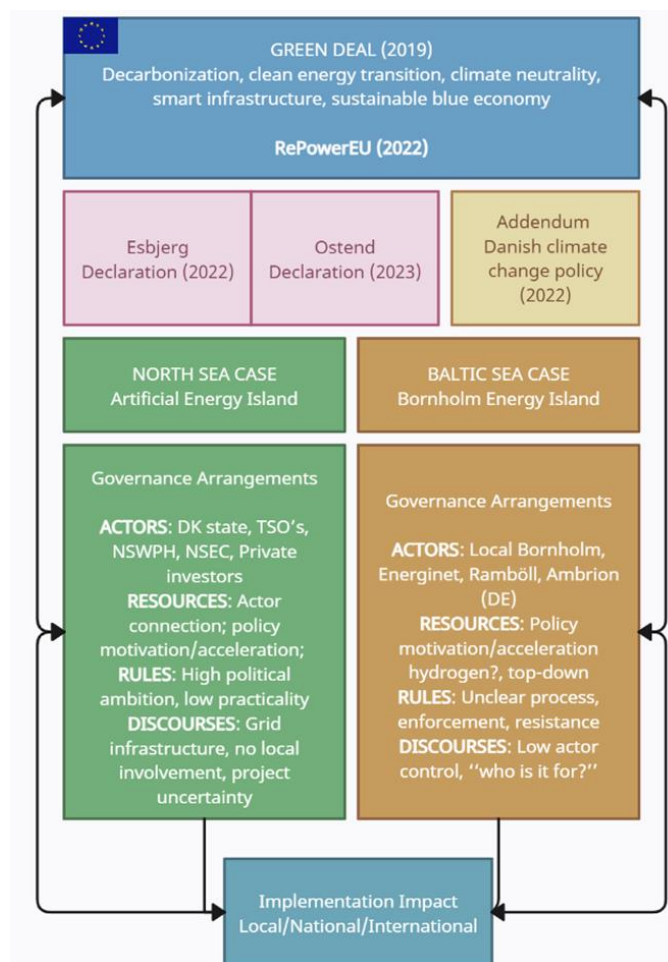 GREEN DEAL (2019)
Decarbonization, clean energy transition, climate neutrality,
smart infrastructure, sustainable blue economy
RePowerEU (2022)
Esbjerg
Declaration (2022)
Ostend
Declaration (2023)
Addendum
Danish climate
change policy
(2022)
NORTH SEA CASE
Artificial Energy Island
BALTIC SEA CASE
Bornholm Energy Island
Governance Arrangements
ACTORS: DK state, TSO’s,
NSWPH, NSEC, Private
investors
RESOURCES: Actor
connection; policy
motivation/acceleration;
RULES: High political
ambition, low practicality
DISCOURSES: Grid
infrastructure, no local
involvement, project
uncertainty
Governance Arrangements
ACTORS: Local Bornholm,
Energinet, Ramböll, Ambrion
(DE)
RESOURCES: Policy
motivation/acceleration
hydrogen?, top-down
RULES: Unclear process,
enforcement, resistance
DISCOURSES: Low actor
control, ‘‘who is it for?’’
Implementation Impact
Local/National/International